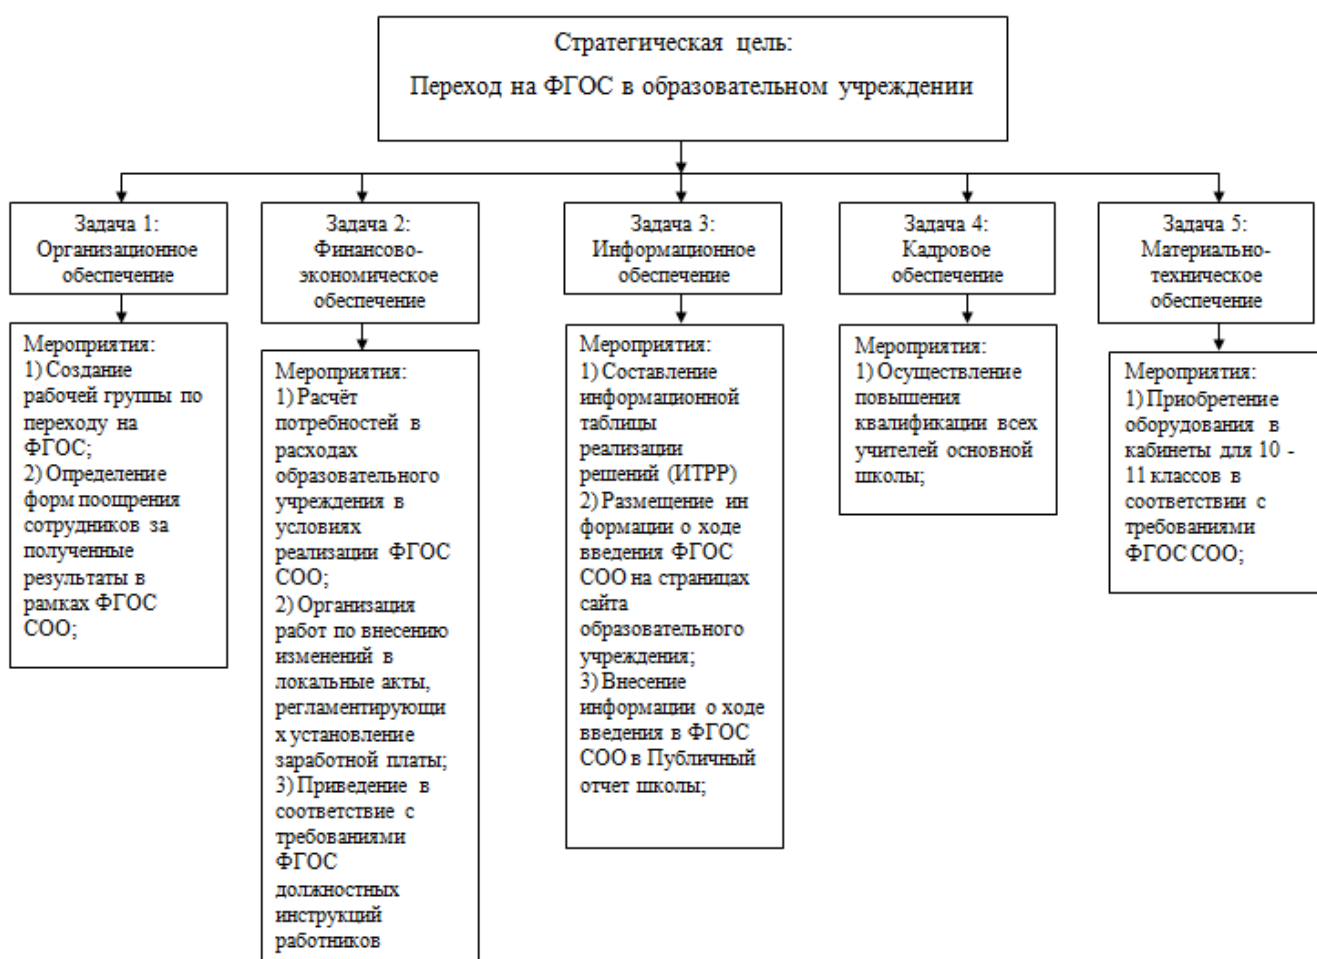 Стратегическая цель:
Переход на ФГОС в образовательном учреждении
Задача 1:
Организационное
обеспечение
Задача 2:
Финансово-
экономическое
обеспечение
Задача 3:
Информационное
обеспечение
Задача 4:
Кадровое
обеспечение
Задача 5:
Материально-
техническое
обеспечение
Мероприятия:
1) Создание
рабочей группы по
переходу на
ФГОС;
2) Определение
форм поощрения
сотрудников за
полученные
результаты в
рамках ФГОС
СОО;
Мероприятия:
1) Расчёт
потребностей в
расходах
образовательного
учреждения в
условиях
реализации ФГОС
СОО;
2) Организация
работ по внесению
изменений в
локальные акты,
регламентирующи
х установление
заработной платы;
3) Приведение в
соответствие с
требованиями
ФГОС
должностных
инструкций
работников
Мероприятия:
1) Составление
информационной
таблицы
реализации
решений (ИТРР)
2) Размещение ин
формации о ходе
введения ФГОС
СОО на страницах
сайта
образовательного
учреждения;
3) Внесение
информации о ходе
введения в ФГОС
СОО в Публичный
отчет школы;
Мероприятия:
1) Осуществление
повышения
квалификации всех
учителей основной
школы;
Мероприятия:
1) Приобретение
оборудования в
кабинеты для 10 -
11 классов в
соответствии с
требованиями
ФГОС СОО;